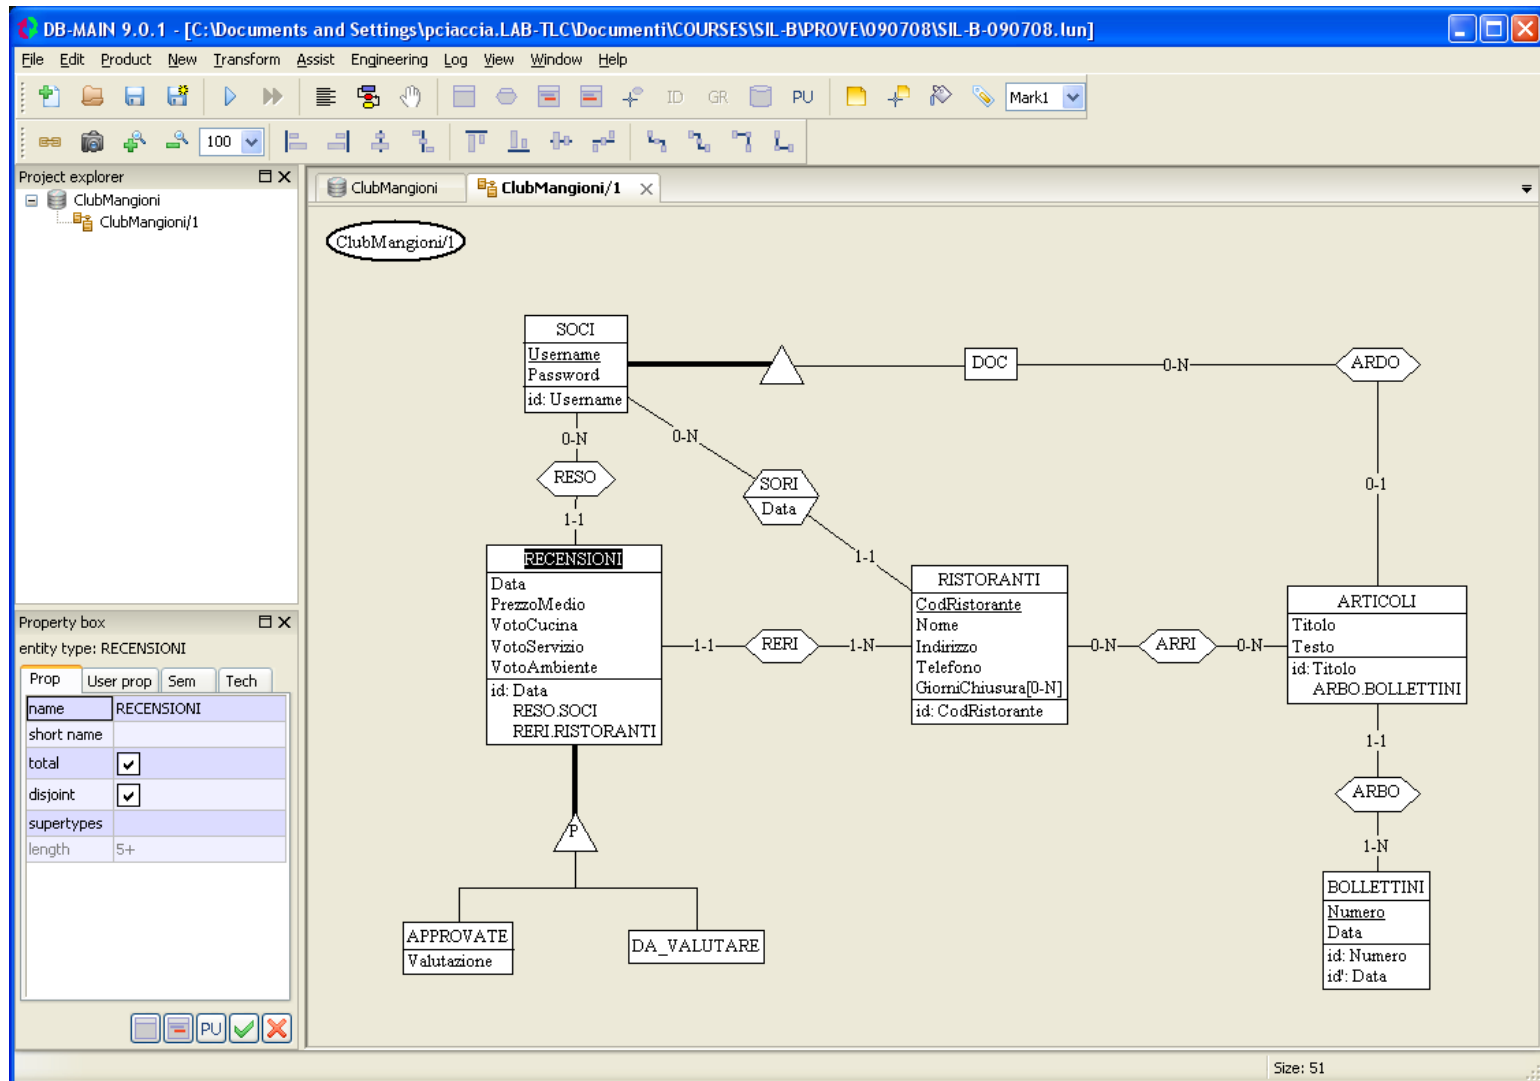 DB-MAIN 9.0.1 - [C:\Documents and Settings\pciaccia.LAB-TLC\Documenti\COURSES\SIL-B\PROVE\090708\SIL-B-090708.lun]
File Edit Product New Transform Assist Engineering Log View Window Help
ID GR PU Mark1
100
Project explorer
ClubMangioni
ClubMangioni/1
Property box
entity type: RECENSIONI
Prop User prop Sem Tech
name RECENSIONI
short name
total
disjoint
supertypes
length 5+
PU
ClubMangioni ClubMangioni/1
ClubMangioni/1
SOCI
Username
Password
id: Username
DOC
0-N
ARDO
0-N
0-N
RESO
SORI
Data
0-1
1-1
1-1
RECENSIONI
Data
PrezzoMedio
VotoCucina
VotoServizio
VotoAmbiente
id: Data
RESO.SOCI
RERI.RISTORANTI
1-1
RERI
1-N
RISTORANTI
CodRistorante
Nome
Indirizzo
Telefono
GiorniChiusura[0-N]
id: CodRistorante
0-N
ARRI
0-N
ARTICOLI
Titolo
Testo
id: Titolo
ARBO.BOLLETTINI
1-1
ARBO
1-N
P
APPROVATE
Valutazione
DA_VALUTARE
BOLLETTINI
Numero
Data
id: Numero
id': Data
Size: 51